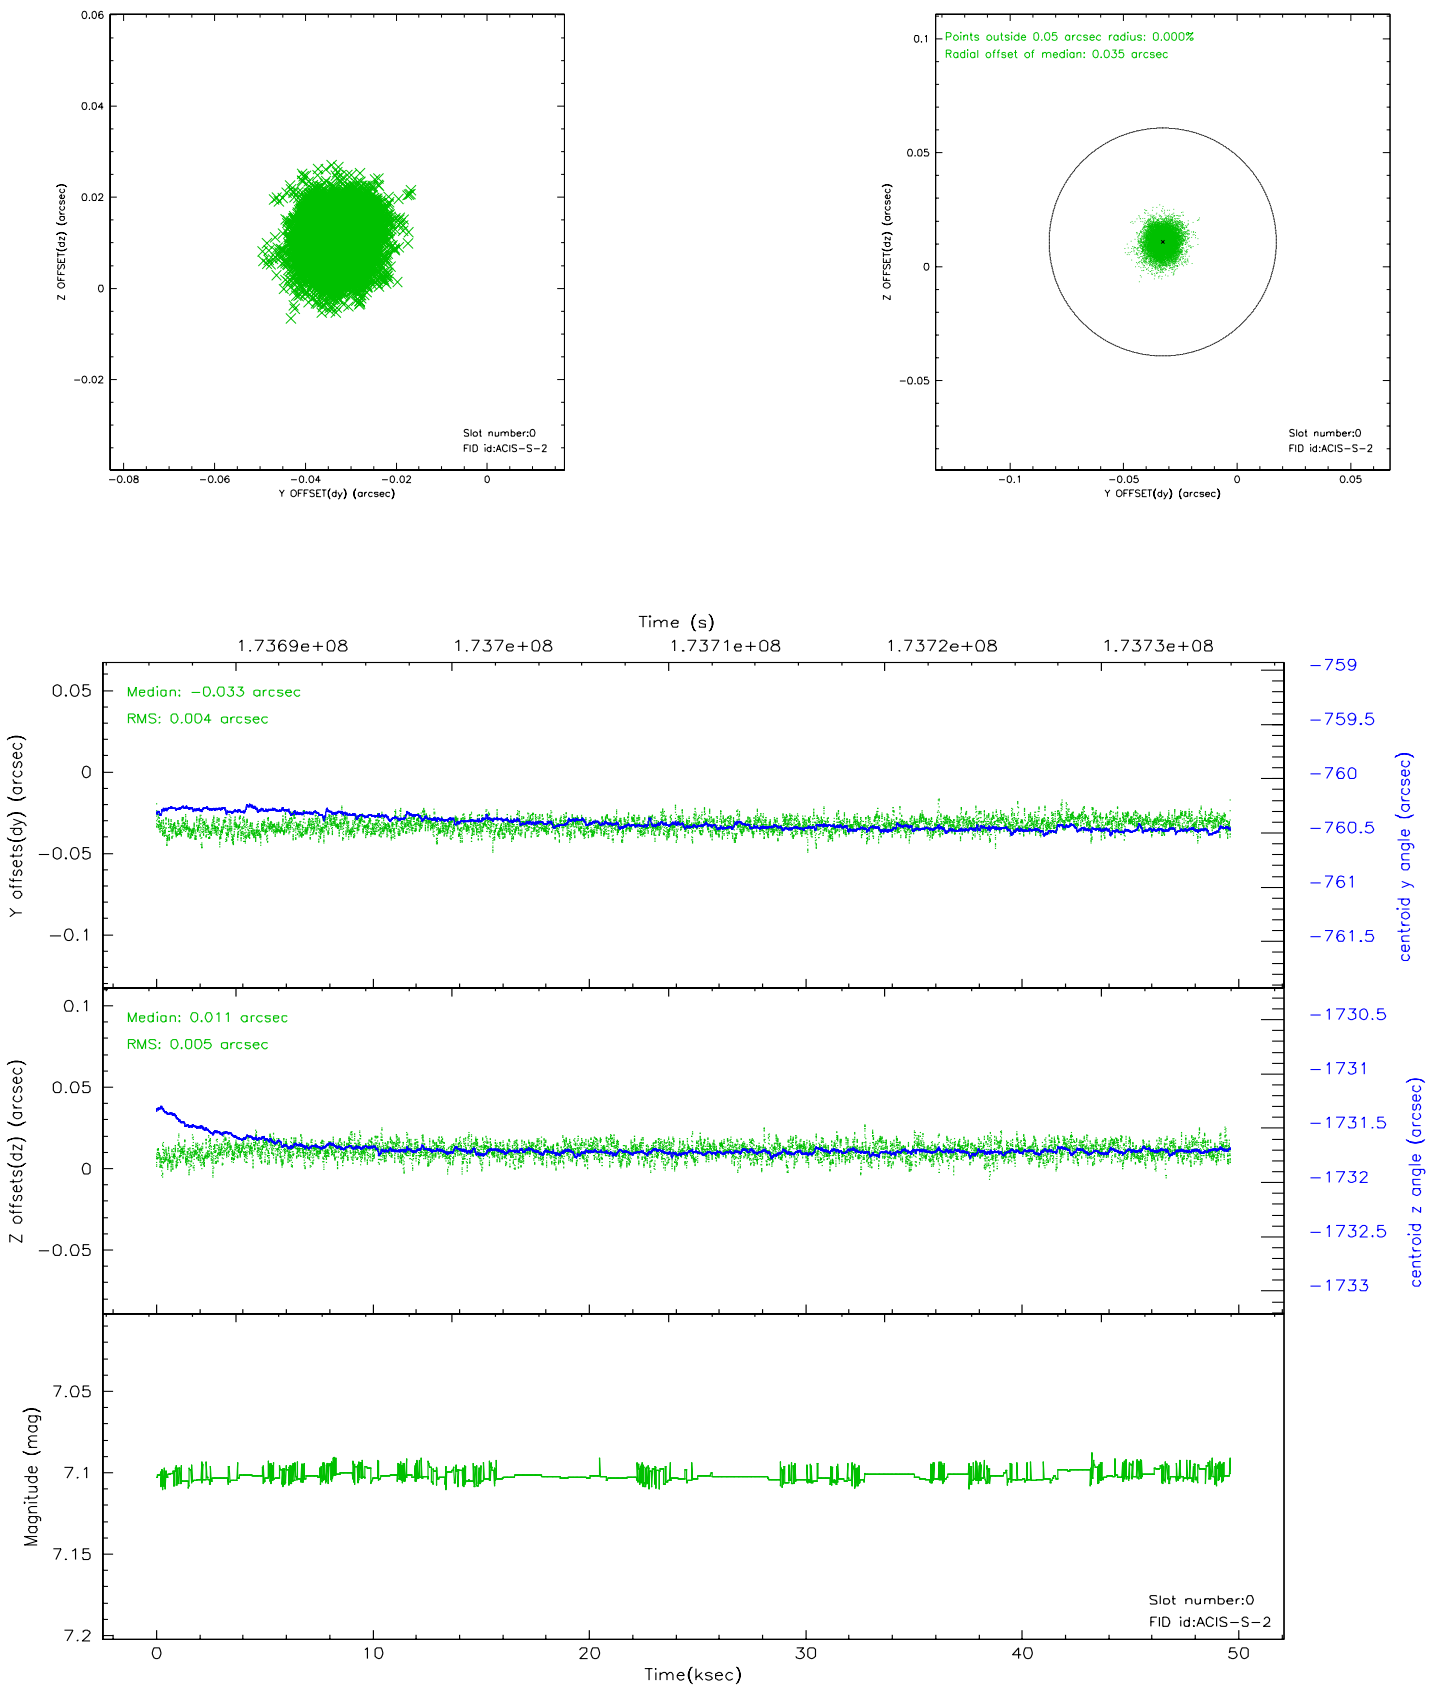 0.06
0.04
0.02
0
−0.02
Z OFFSET(dz) (arcsec)
Slot number:0
FID id:ACIS−S−2
−0.08 −0.06 −0.04 −0.02 0
Y OFFSET(dy) (arcsec)
Points outside 0.05 arcsec radius: 0.000%
Radial offset of median: 0.035 arcsec
0.1
0.05
0
−0.05
Z OFFSET(dz) (arcsec)
Slot number:0
FID id:ACIS−S−2
−0.1 −0.05 0 0.05
Y OFFSET(dy) (arcsec)
Time (s)
1.7369e+08 1.737e+08 1.7371e+08 1.7372e+08 1.7373e+08
Median: −0.033 arcsec
RMS: 0.004 arcsec
0.05
0
−0.05
−0.1
Y offsets(dy) (arcsec)
−759
−759.5
−760
−760.5
−761
−761.5
centroid y angle (arcsec)
Median: 0.011 arcsec
RMS: 0.005 arcsec
0.1
0.05
0
−0.05
Z offsets(dz) (arcsec)
−1730.5
−1731
−1731.5
−1732
−1732.5
−1733
centroid z angle (arcsec)
7.05
7.1
7.15
7.2
Magnitude (mag)
Slot number:0
FID id:ACIS−S−2
0 10 20 30 40 50
Time(ksec)